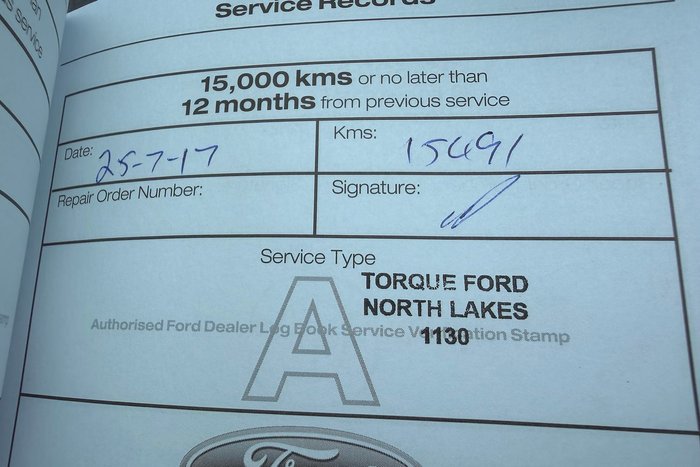 Service Records
15,000 kms or no later than
12 months from previous service
Date: 25-7-17
Kms: 15491
Repair Order Number:
Signature:
Service Type
A
TORQUE FORD
NORTH LAKES
1130
Authorised Ford Dealer Log Book Service Verification Stamp
service